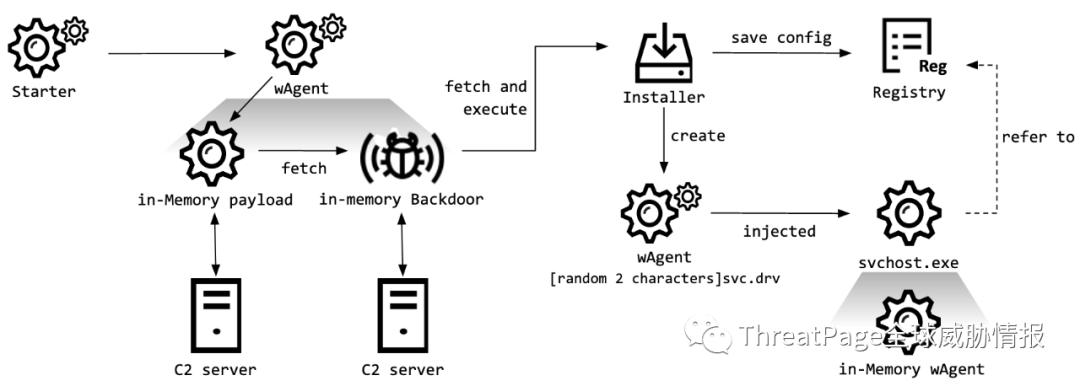 Starter
wAgent
in-Memory payload
fetch
in-memory Backdoor
C2 server
C2 server
fetch and
execute
Installer
save config
Reg
Registry
create
refer to
wAgent
[random 2 characters]svc.drv
injected
svchost.exe
in-Memory wAgent
ThreatPage全球威胁情报